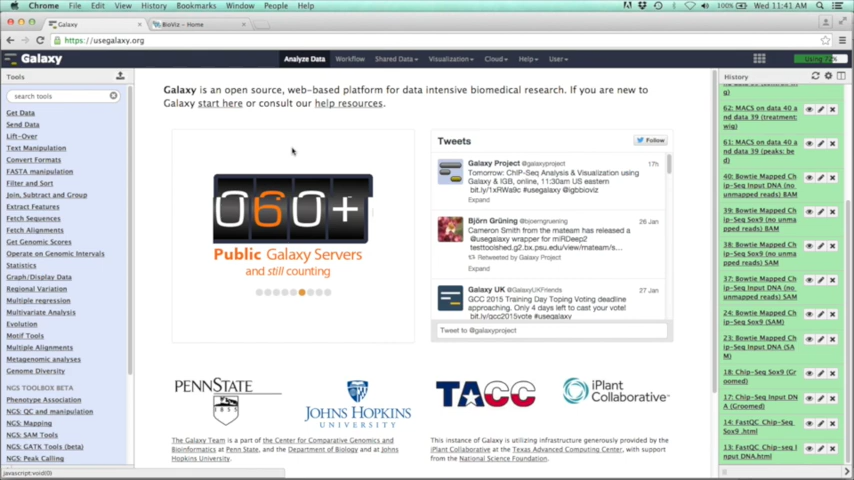 Chrome File Edit View History Bookmarks Window People Help 100% Wed 11:41 AM
Galaxy BioViz - Home
https://usegalaxy.org
Galaxy Analyze Data Workflow Shared Data Visualization Cloud Help User Using 72%
Tools
search tools
Get Data
Send Data
Lift-Over
Text Manipulation
Convert Formats
FASTA manipulation
Filter and Sort
Join, Subtract and Group
Extract Features
Fetch Sequences
Fetch Alignments
Get Genomic Scores
Operate on Genomic Intervals
Statistics
Graph/Display Data
Regional Variation
Multiple regression
Multivariate Analysis
Evolution
Motif Tools
Multiple Alignments
Metagenomic analyses
Genome Diversity
NGS TOOLBOX BETA
Phenotype Association
NGS: QC and manipulation
NGS: Mapping
NGS: SAM Tools
NGS: GATK Tools (beta)
NGS: Peak Calling
javascript:void(0)
Galaxy is an open source, web-based platform for data intensive biomedical research. If you are new to
Galaxy start here or consult our help resources.
060+
Public Galaxy Servers
and still counting
Tweets Follow
Galaxy Project @galaxyproject 17h
Tomorrow: ChIP-Seq Analysis & Visualization
using Galaxy & IGB, online, 11:30am US eastern
bit.ly/1xRWa9c #usegalaxy @igbbioviz
Expand
Björn Grüning @bjoerngruening 26 Jan
Cameron Smith from the mateam has released a
@usegalaxy wrapper for miRDeep2
testtoolshed.g2.bx.psu.edu/view/mateam/s…
Retweeted by Galaxy Project
Expand
Galaxy UK @GalaxyUKFriends 27 Jan
GCC 2015 Training Day Toping Voting deadline
approaching. Only 4 days left to cast your vote!
bit.ly/gcc2015vote #usegalaxy
Tweet to @galaxyproject
PENNSTATE
1855
JOHNS HOPKINS
UNIVERSITY
TACC
iPlant
Collaborative
The Galaxy Team is a part of the Center for Comparative Genomics and
Bioinformatics at Penn State, and the Department of Biology and at Johns
Hopkins University.
This instance of Galaxy is utilizing infrastructure generously provided by the
iPlant Collaborative at the Texas Advanced Computing Center, with support
from the National Science Foundation.
History
g)
62: MACS on data 40 a
nd data 39 (treatment:
wig)
61: MACS on data 40 a
nd data 39 (peaks: be
d)
40: Bowtie Mapped Ch
ip-Seq Input DNA (no
unmapped reads) BAM
39: Bowtie Mapped Ch
ip-Seq Sox9 (no unma
pped reads) BAM
38: Bowtie Mapped Ch
ip-Seq Sox9 (no unma
pped reads) SAM
37: Bowtie Mapped Ch
ip-Seq Input DNA (no
unmapped reads) SAM
24: Bowtie Mapped Ch
ip-Seq Sox9 (SAM)
23: Bowtie Mapped Ch
ip-Seq Input DNA (SA
M)
18: Chip-Seq Sox9 (Gr
oomed)
17: Chip-Seq Input DN
A (Groomed)
14: FastQC Chip-Seq
Sox9 .html
13: FastQC Chip-seq I
nput DNA.html